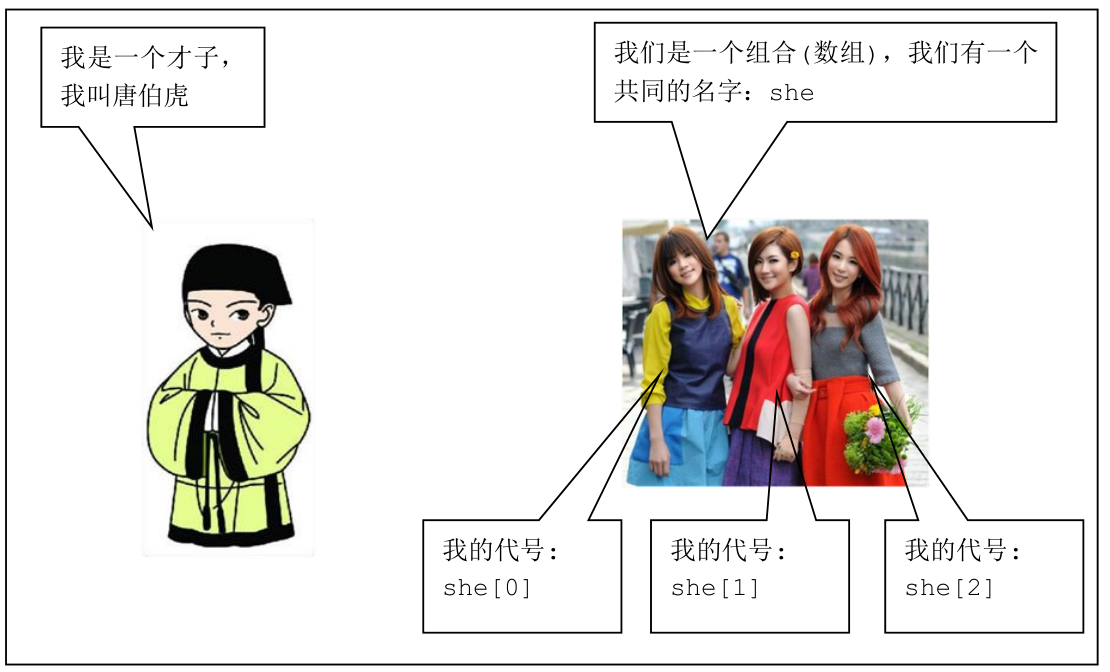 我是一个才子，
我叫唐伯虎
我们是一个组合(数组)，我们有一个
共同的名字：she
我的代号：
she[0]
我的代号：
she[1]
我的代号：
she[2]